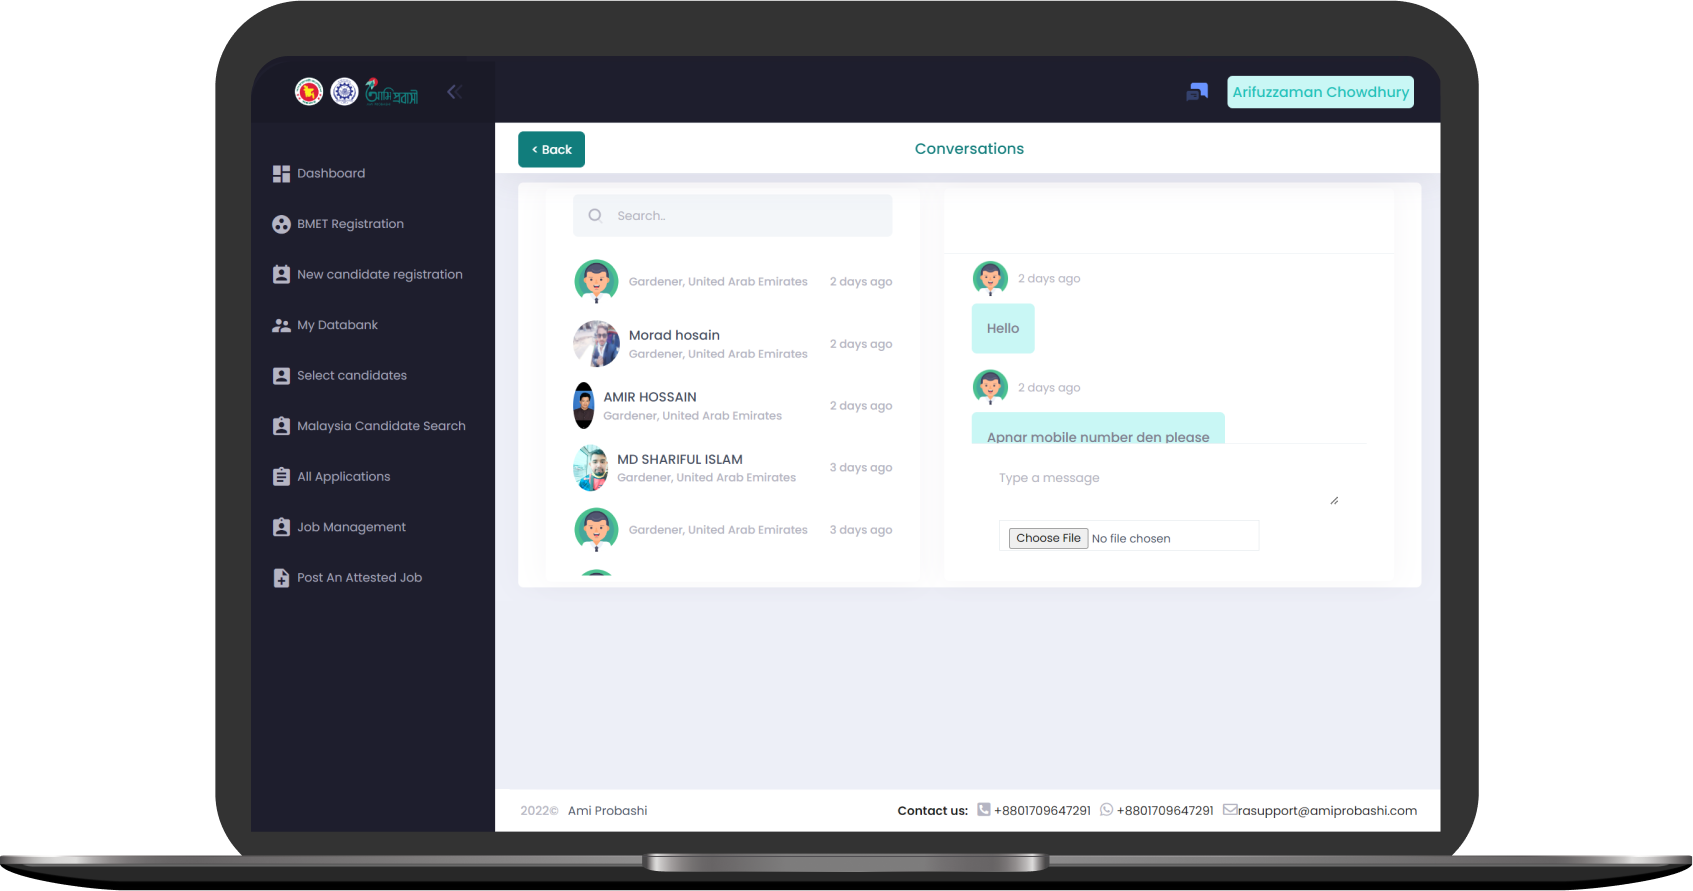 আমি প্রবাসী
Arifuzzaman Chowdhury
< Back
Conversations
Dashboard
BMET Registration
New candidate registration
My Databank
Select candidates
Malaysia Candidate Search
All Applications
Job Management
Post An Attested Job
Search..
Gardener, United Arab Emirates 2 days ago
Morad hosain
Gardener, United Arab Emirates 2 days ago
AMIR HOSSAIN
Gardener, United Arab Emirates 2 days ago
MD SHARIFUL ISLAM
Gardener, United Arab Emirates 3 days ago
Gardener, United Arab Emirates 3 days ago
2 days ago
Hello
2 days ago
Apnar mobile number den please
Type a message
Choose File No file chosen
2022© Ami Probashi
Contact us: +8801709647291 +8801709647291 rasupport@amiprobashi.com